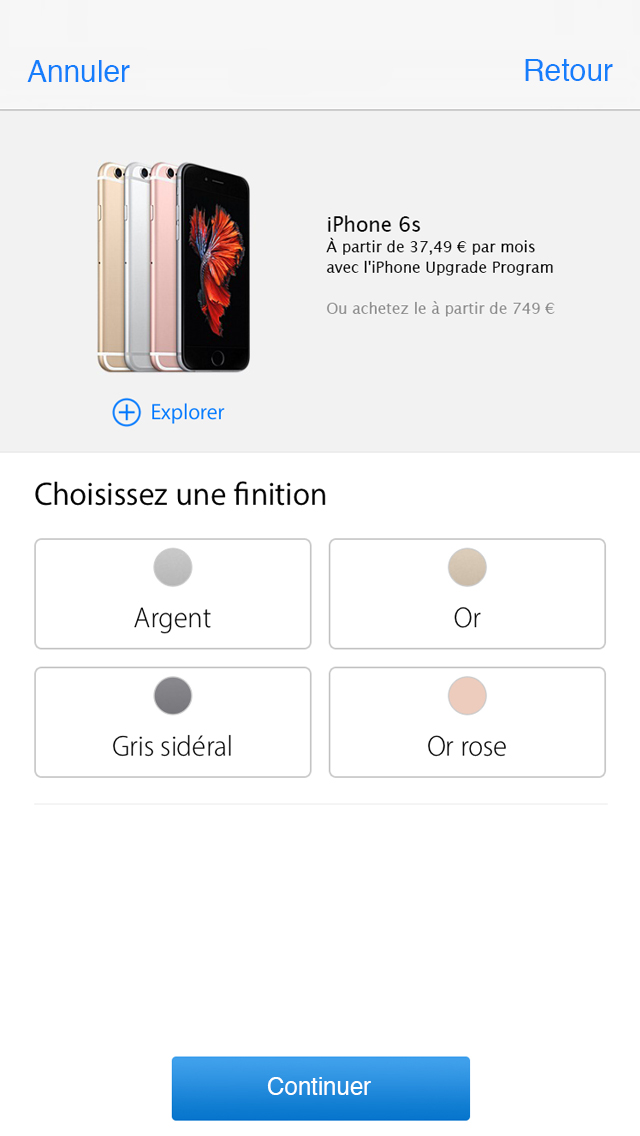 Annuler
Retour
iPhone 6s
À partir de 37,49 € par mois
avec l'iPhone Upgrade Program
Ou achetez le à partir de 749 €
Explorer
Choisissez une finition
Argent
Or
Gris sidéral
Or rose
Continuer